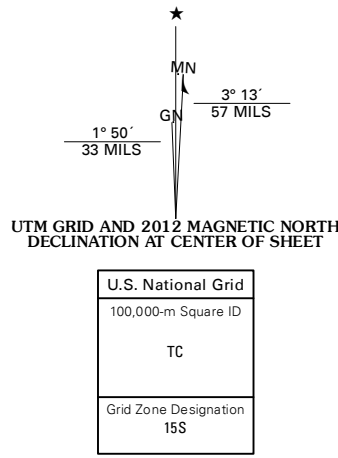 ★
MN
GN
3° 13´
57 MILS
1° 50´
33 MILS
UTM GRID AND 2012 MAGNETIC NORTH
DECLINATION AT CENTER OF SHEET
U.S. National Grid
100,000-m Square ID
TC
Grid Zone Designation
15S